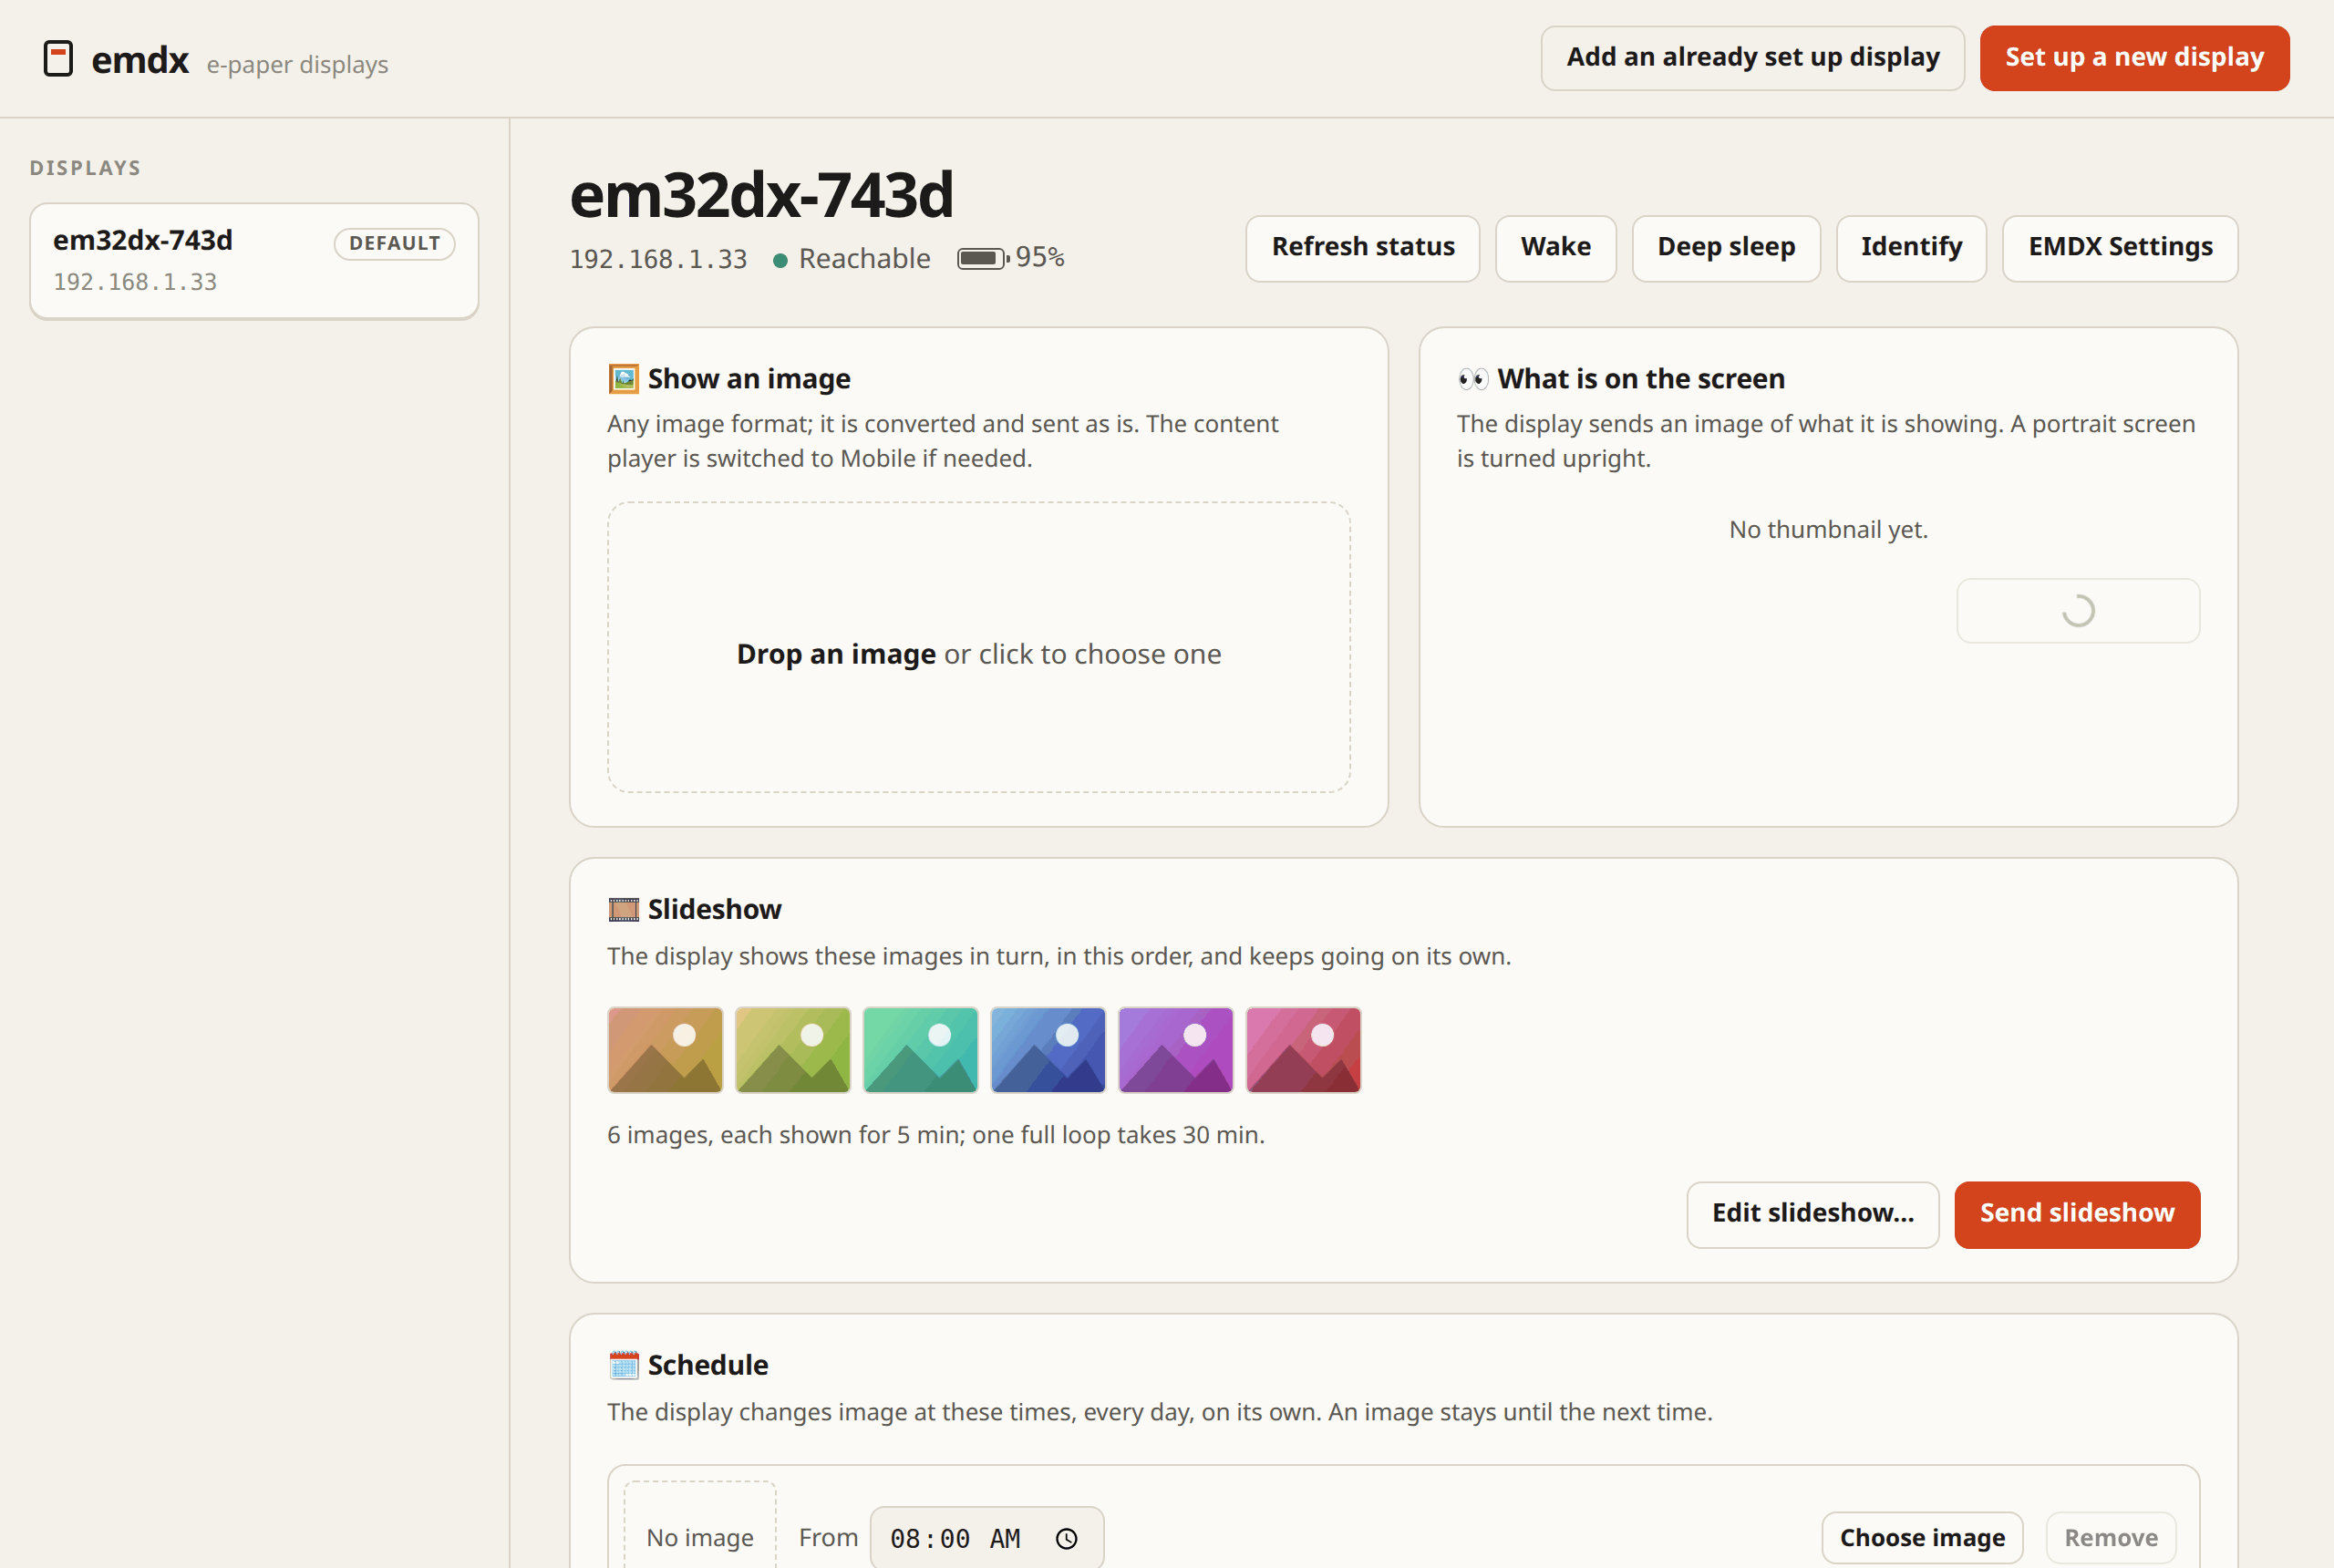 emdx e-paper displays
Add an already set up display
Set up a new display
DISPLAYS
em32dx-743d
DEFAULT
192.168.1.33
em32dx-743d
192.168.1.33 Reachable 95%
Refresh status
Wake
Deep sleep
Identify
EMDX Settings
Show an image
Any image format; it is converted and sent as is. The content
player is switched to Mobile if needed.
Drop an image or click to choose one
What is on the screen
The display sends an image of what it is showing. A portrait screen
is turned upright.
No thumbnail yet.
Slideshow
The display shows these images in turn, in this order, and keeps going on its own.
6 images, each shown for 5 min; one full loop takes 30 min.
Edit slideshow...
Send slideshow
Schedule
The display changes image at these times, every day, on its own. An image stays until the next time.
No image
From 08:00 AM
Choose image
Remove